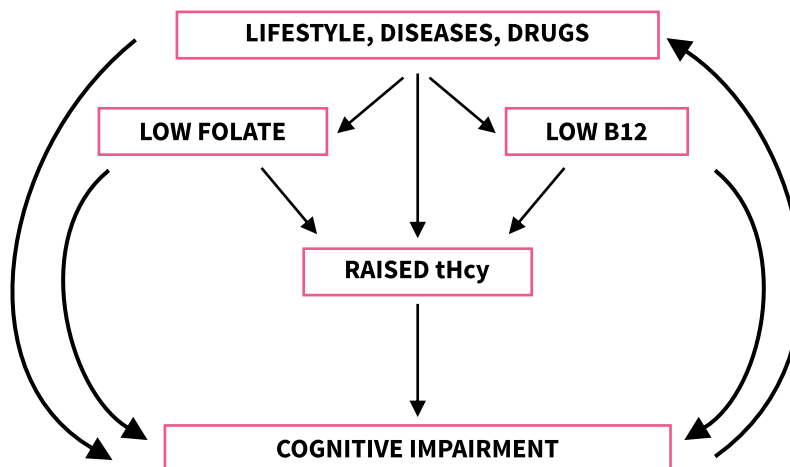 LIFESTYLE, DISEASES, DRUGS
LOW FOLATE
LOW B12
RAISED tHcy
COGNITIVE IMPAIRMENT